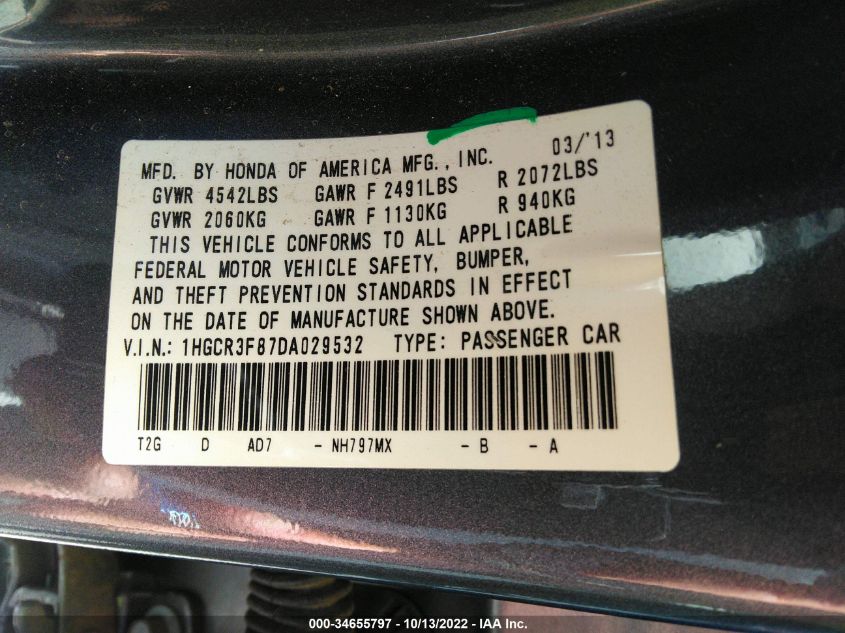 MFD. BY HONDA OF AMERICA MFG., INC. 03/'13
GVWR 4542LBS GAWR F 2491LBS R 2072LBS
GVWR 2060KG GAWR F 1130KG R 940KG
THIS VEHICLE CONFORMS TO ALL APPLICABLE
FEDERAL MOTOR VEHICLE SAFETY, BUMPER,
AND THEFT PREVENTION STANDARDS IN EFFECT
ON THE DATE OF MANUFACTURE SHOWN ABOVE.
V.I.N.: 1HGCR3F87DA029532 TYPE: PASSENGER CAR
T2G D AD7 - NH797MX - B - A
000-34655797 - 10/13/2022 - IAA Inc.